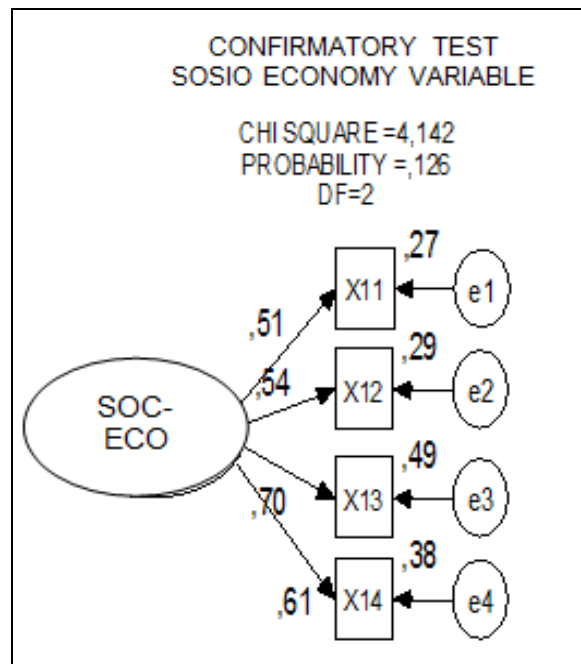 CONFIRMATORY TEST
SOSIO ECONOMY VARIABLE
CHI SQUARE =4,142
PROBABILITY =,126
DF=2
,27
X11
e1
,51
,29
,54
X12
e2
SOC-
ECO
,49
X13
e3
,70
,38
,61
X14
e4